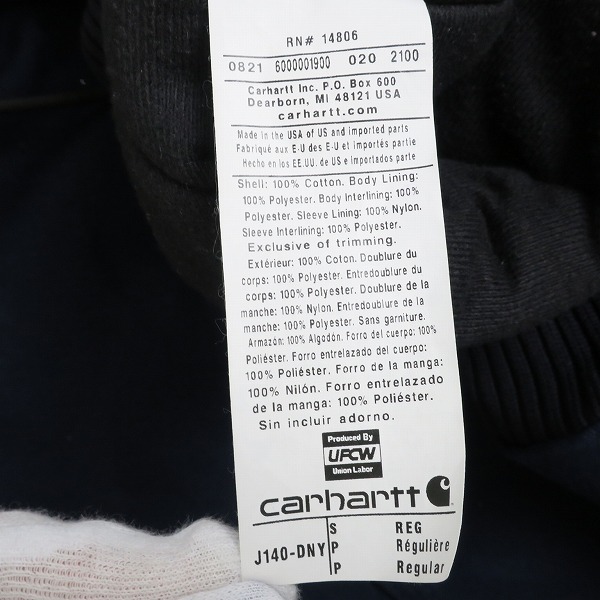 RN# 14806
0821 6000001900 020 2100
Carhartt Inc. P.O. Box 600
Dearborn, MI 48121 USA
carhartt.com
Made in the USA of US and imported parts
Fabriqué aux E-U des E-U et importés partie
Hecho en los EE.UU. de US e importados parte
Shell: 100% Cotton. Body Lining:
100% Polyester. Body Interlining: 100%
Polyester. Sleeve Lining: 100% Nylon.
Sleeve Interlining: 100% Polyester.
Exclusive of trimming.
Extérieur: 100% Coton. Doublure du
corps: 100% Polyester. Entredoublure du
corps: 100% Polyester. Doublure de la
manche: 100% Nylon. Entredoublure de la
manche: 100% Polyester. Sans garniture.
Armazón: 100% Algodón. Forro del cuerpo: 100%
Poliéster. Forro entrelazado del cuerpo:
100% Poliéster. Forro de la manga:
100% Nilón. Forro entrelazado
de la manga: 100% Poliéster.
Sin incluir adorno.
Produced By
UFCW
Union Labor
carhartt
S REG
J140-DNY P Régulière
P Regular